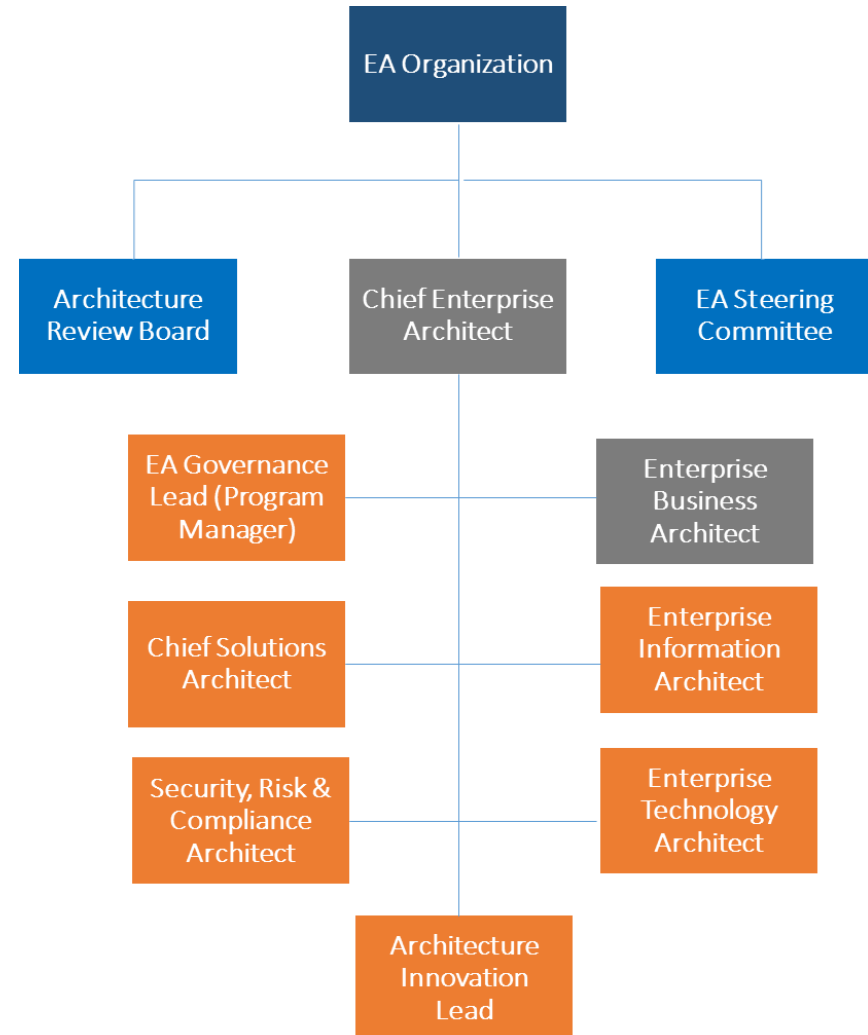 EA Organization
Architecture
Review Board
Chief Enterprise
Architect
EA Steering
Committee
EA Governance
Lead (Program
Manager)
Enterprise
Business
Architect
Chief Solutions
Architect
Enterprise
Information
Architect
Security, Risk &
Compliance
Architect
Enterprise
Technology
Architect
Architecture
Innovation
Lead